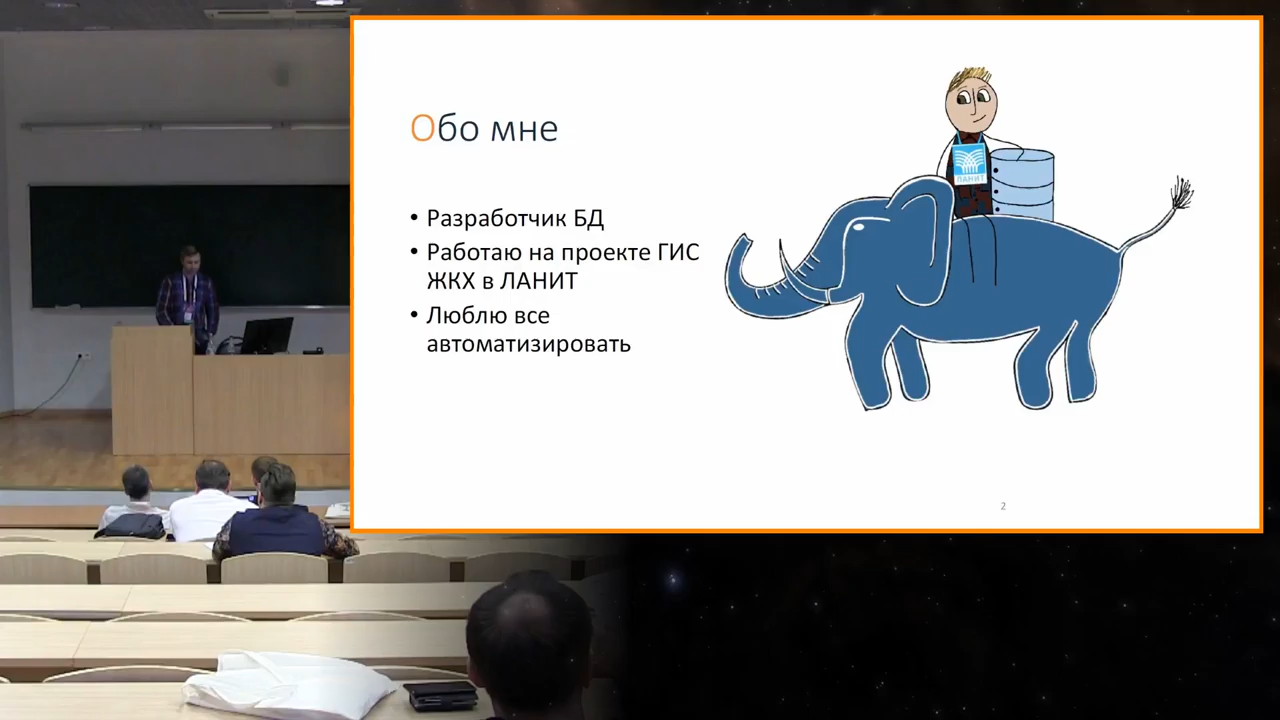 Обо мне
• Разработчик БД
• Работаю на проекте ГИС
ЖКХ в ЛАНИТ
• Люблю все
автоматизировать
ЛАНИТ
2